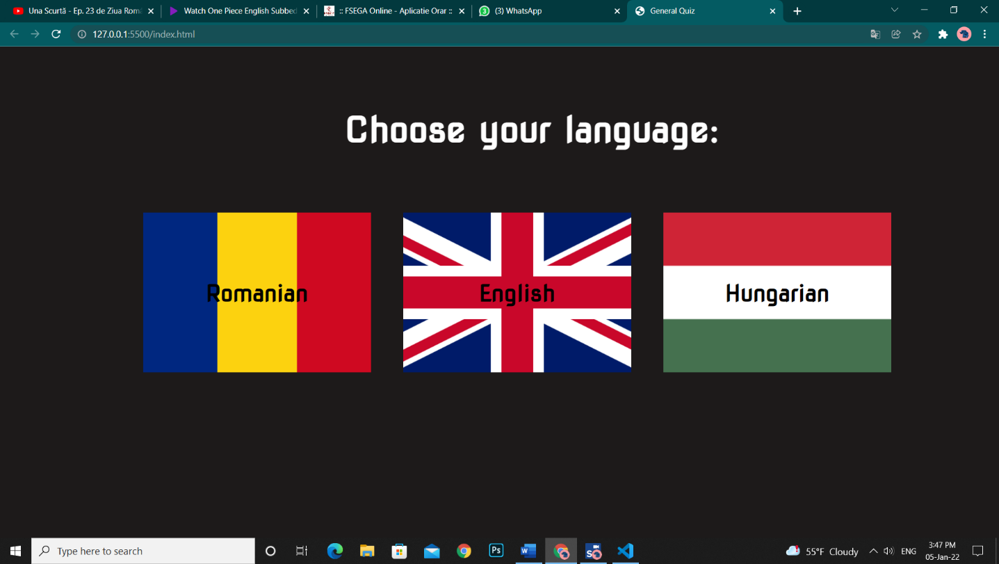 Una Scurtă - Ep. 23 de Ziua Româ
Watch One Piece English Subbed
:: FSEGA Online - Aplicatie Orar ::
(3) WhatsApp
General Quiz
127.0.0.1:5500/index.html
Choose your language:
Romanian
English
Hungarian
Type here to search
Ps
55°F Cloudy
ENG
3:47 PM
05-Jan-22